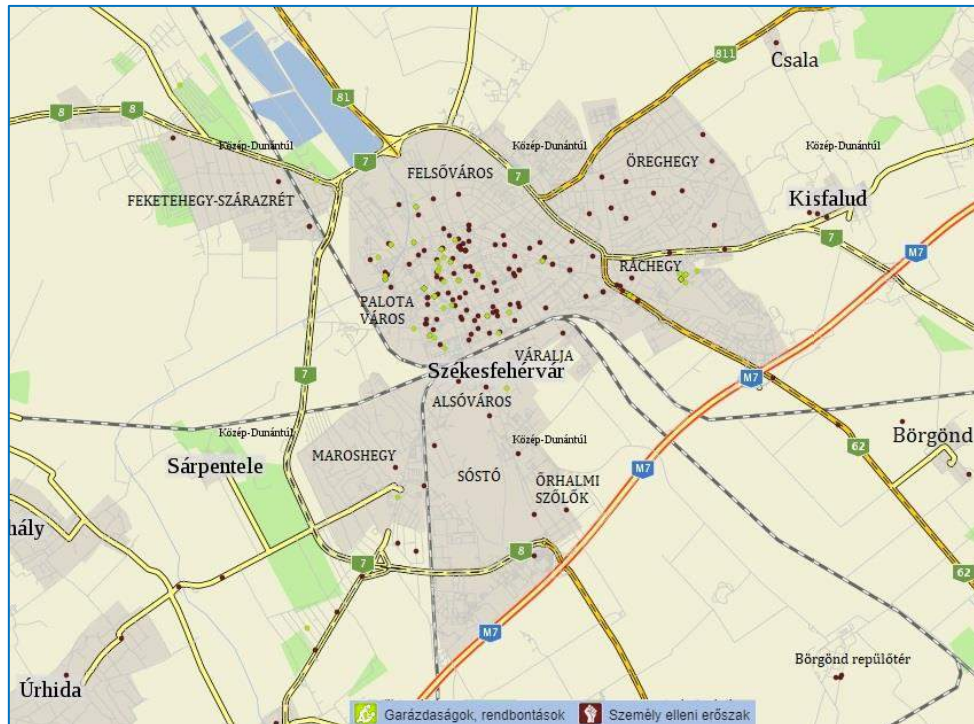 811
Csala
8
8
81
Közép-Dunántúl
7
FELSŐVÁROS
7
Közép-Dunántúl
ÖREGHEGY
Közép-Dunántúl
FEKETEHEGY-SZÁRAZRÉT
Kisfalud
7
M7
RÁCHEGY
7
PALOTA
VÁROS
VÁRALJA
Székesfehérvár
7
M7
ALSÓVÁROS
Közép-Dunántúl
Közép-Dunántúl
Börgönd
62
MAROSHEGY
Sárpentele
SÓSTÓ
M7
ŐRHALMI
SZŐLŐK
hály
8
7
62
M7
Börgönd repülőtér
Úrhida
Garázdaságok, rendbontások
Személy elleni erőszak